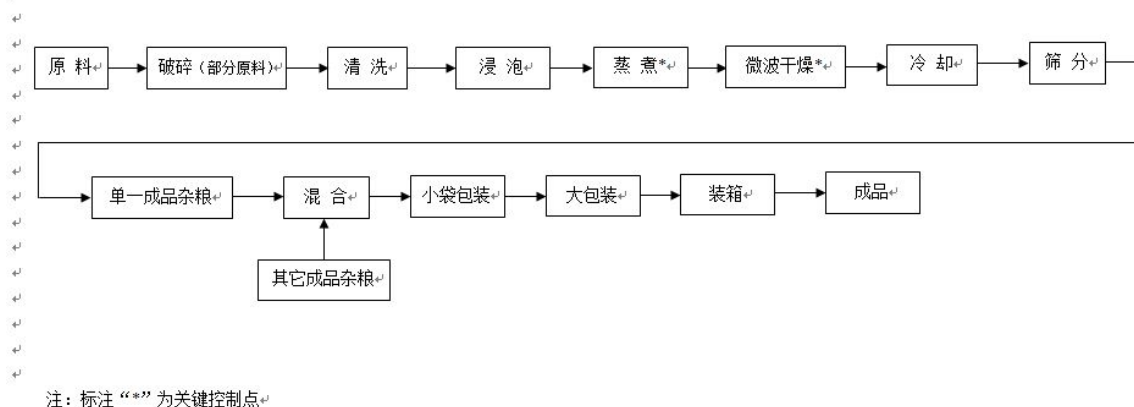 原 料
破碎（部分原料）
清 洗
浸 泡
蒸 煮*
微波干燥*
冷 却
筛 分
单一成品杂粮
混 合
小袋包装
大包装
装箱
成品
其它成品杂粮
注：标注“*”为关键控制点